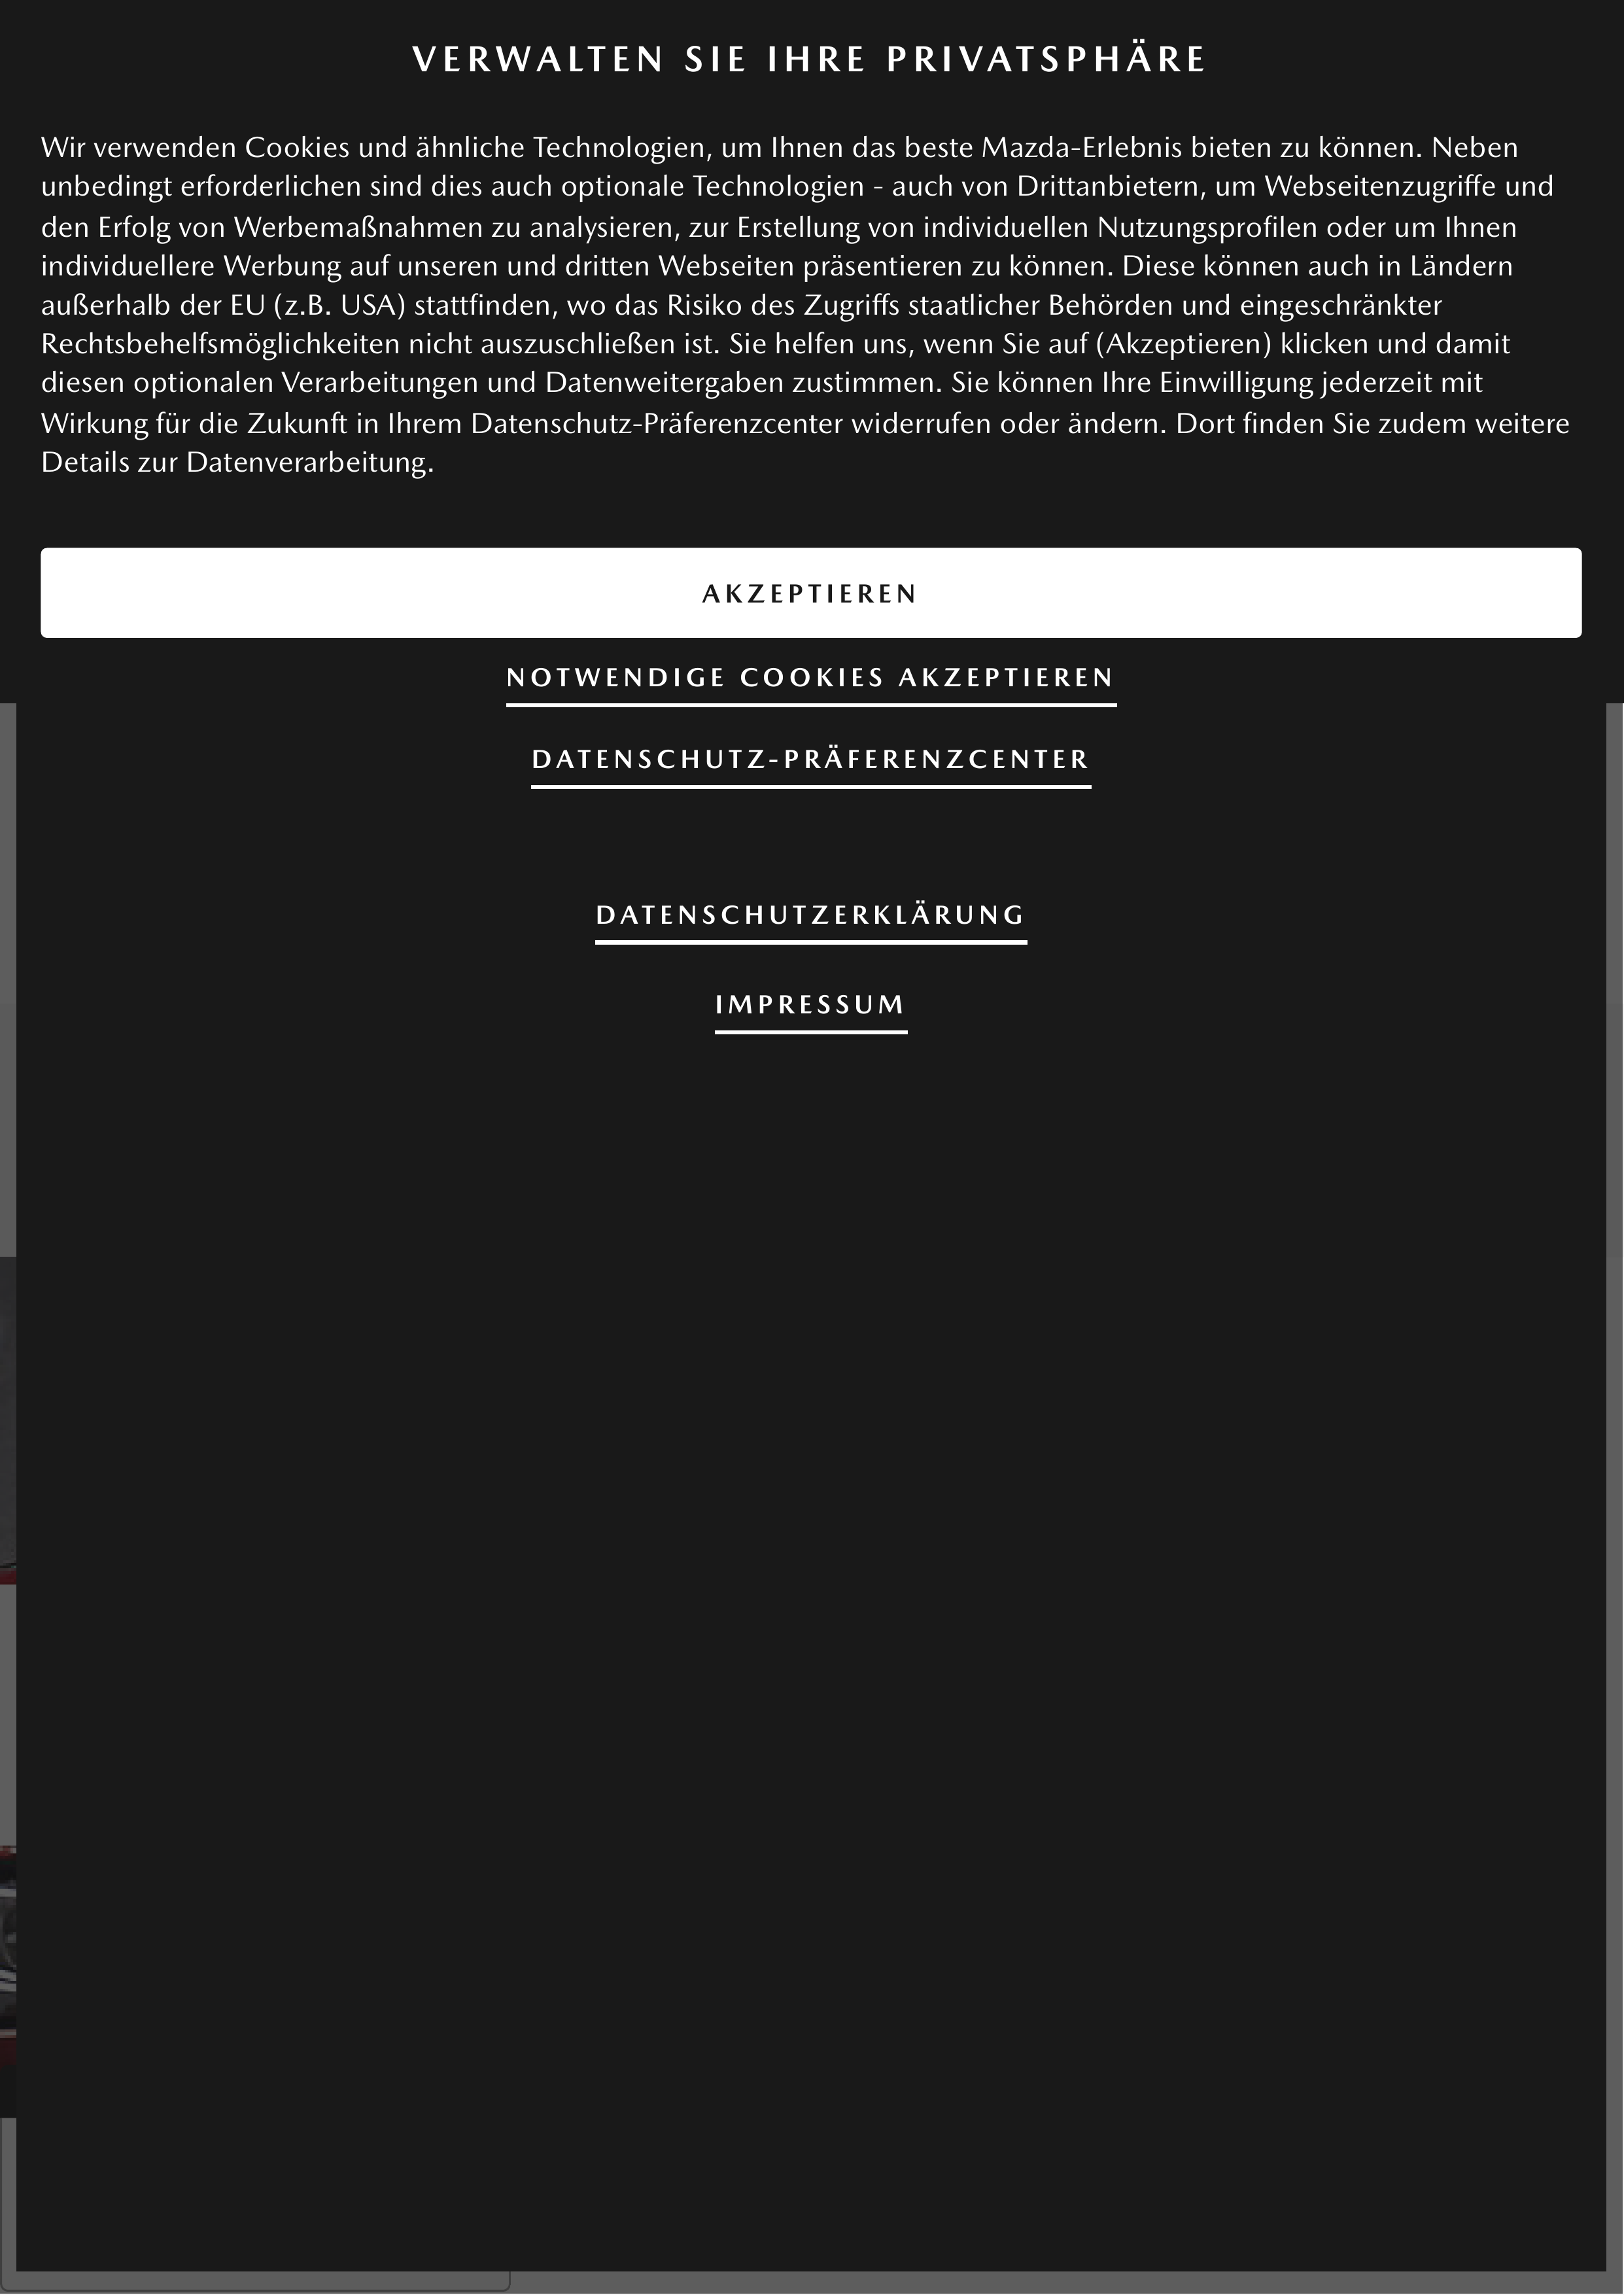 VERWALTEN SIE IHRE PRIVATSPHÄRE
Wir verwenden Cookies und ähnliche Technologien, um Ihnen das beste Mazda-Erlebnis bieten zu können. Neben
unbedingt erforderlichen sind dies auch optionale Technologien - auch von Drittanbietern, um Webseitenzugriffe und
den Erfolg von Werbemaßnahmen zu analysieren, zur Erstellung von individuellen Nutzungsprofilen oder um Ihnen
individuellere Werbung auf unseren und dritten Webseiten präsentieren zu können. Diese können auch in Ländern
außerhalb der EU (z.B. USA) stattfinden, wo das Risiko des Zugriffs staatlicher Behörden und eingeschränkter
Rechtsbehelfsmöglichkeiten nicht auszuschließen ist. Sie helfen uns, wenn Sie auf (Akzeptieren) klicken und damit
diesen optionalen Verarbeitungen und Datenweitergaben zustimmen. Sie können Ihre Einwilligung jederzeit mit
Wirkung für die Zukunft in Ihrem Datenschutz-Präferenzcenter widerrufen oder ändern. Dort finden Sie zudem weitere
Details zur Datenverarbeitung.
AKZEPTIEREN
NOTWENDIGE COOKIES AKZEPTIEREN
DATENSCHUTZ-PRÄFERENZCENTER
DATENSCHUTZERKLÄRUNG
IMPRESSUM